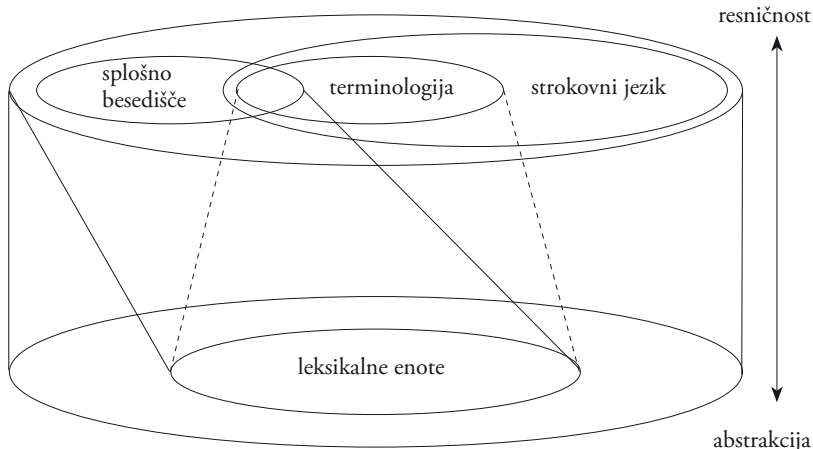 resničnost
splošno
besedišče
terminologija
strokovni jezik
leksikalne enote
abstrakcija